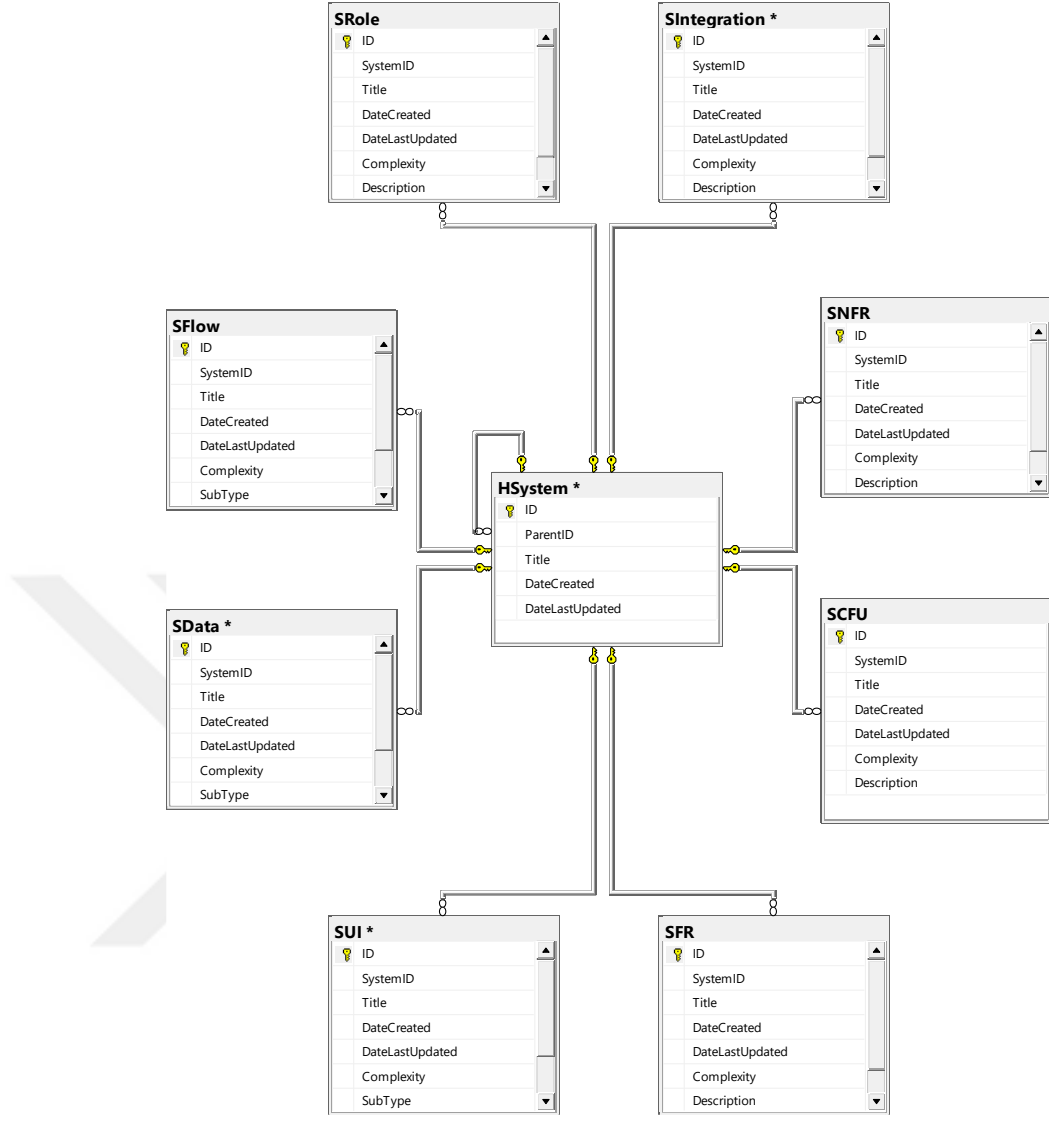 SRole
ID
SystemID
Title
DateCreated
DateLastUpdated
Complexity
Description
SIntegration *
ID
SystemID
Title
DateCreated
DateLastUpdated
Complexity
Description
SFlow
ID
SystemID
Title
DateCreated
DateLastUpdated
Complexity
SubType
SNFR
ID
SystemID
Title
DateCreated
DateLastUpdated
Complexity
Description
HSystem *
ID
ParentID
Title
DateCreated
DateLastUpdated
SData *
ID
SystemID
Title
DateCreated
DateLastUpdated
Complexity
SubType
SCFU
ID
SystemID
Title
DateCreated
DateLastUpdated
Complexity
Description
SUI *
ID
SystemID
Title
DateCreated
DateLastUpdated
Complexity
SubType
SFR
ID
SystemID
Title
DateCreated
DateLastUpdated
Complexity
Description